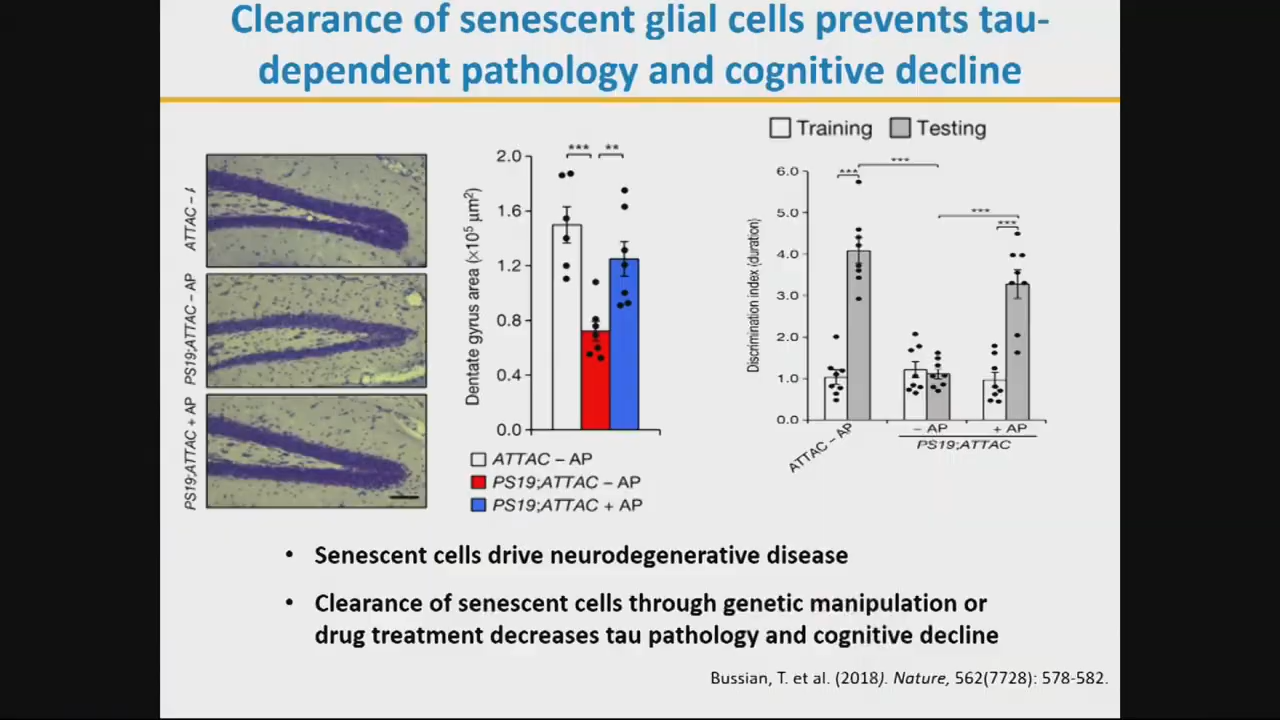 Clearance of senescent glial cells prevents tau-
dependent pathology and cognitive decline
ATTAC –
PS19;ATTAC – AP
PS19;ATTAC + AP
Dentate gyrus area (×10⁵ μm²)
2.0
1.6
1.2
0.8
0.4
0.0
*** **
ATTAC – AP
PS19;ATTAC – AP
PS19;ATTAC + AP
Training Testing
Discrimination index (duration)
6.0
5.0
4.0
3.0
2.0
1.0
0.0
***
***
***
***
ATTAC – AP
– AP + AP
PS19;ATTAC
• Senescent cells drive neurodegenerative disease
• Clearance of senescent cells through genetic manipulation or
drug treatment decreases tau pathology and cognitive decline
Bussian, T. et al. (2018). Nature, 562(7728): 578-582.